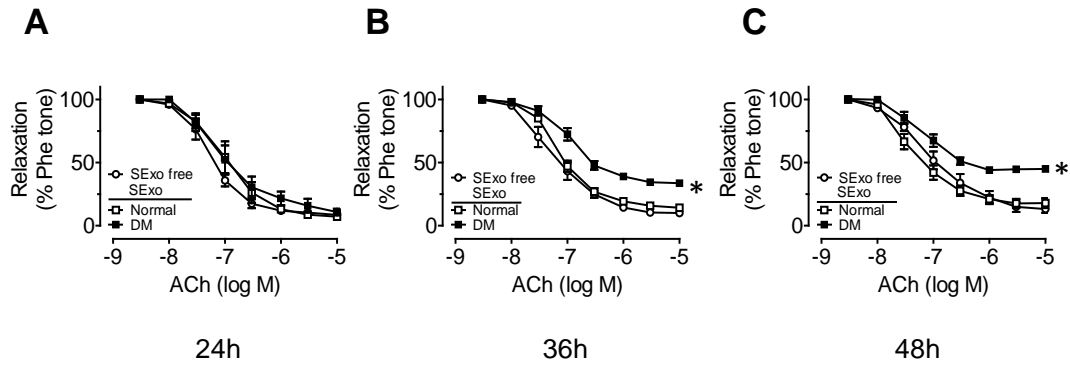 A
B
C
Relaxation
(% Phe tone)
100
50
0
SExo free
SExo
Normal
DM
-9 -8 -7 -6 -5
ACh (log M)
24h
Relaxation
(% Phe tone)
100
50
0
SExo free
SExo
Normal
DM
*
-9 -8 -7 -6 -5
ACh (log M)
36h
Relaxation
(% Phe tone)
100
50
0
SExo free
SExo
Normal
DM
*
-9 -8 -7 -6 -5
ACh (log M)
48h